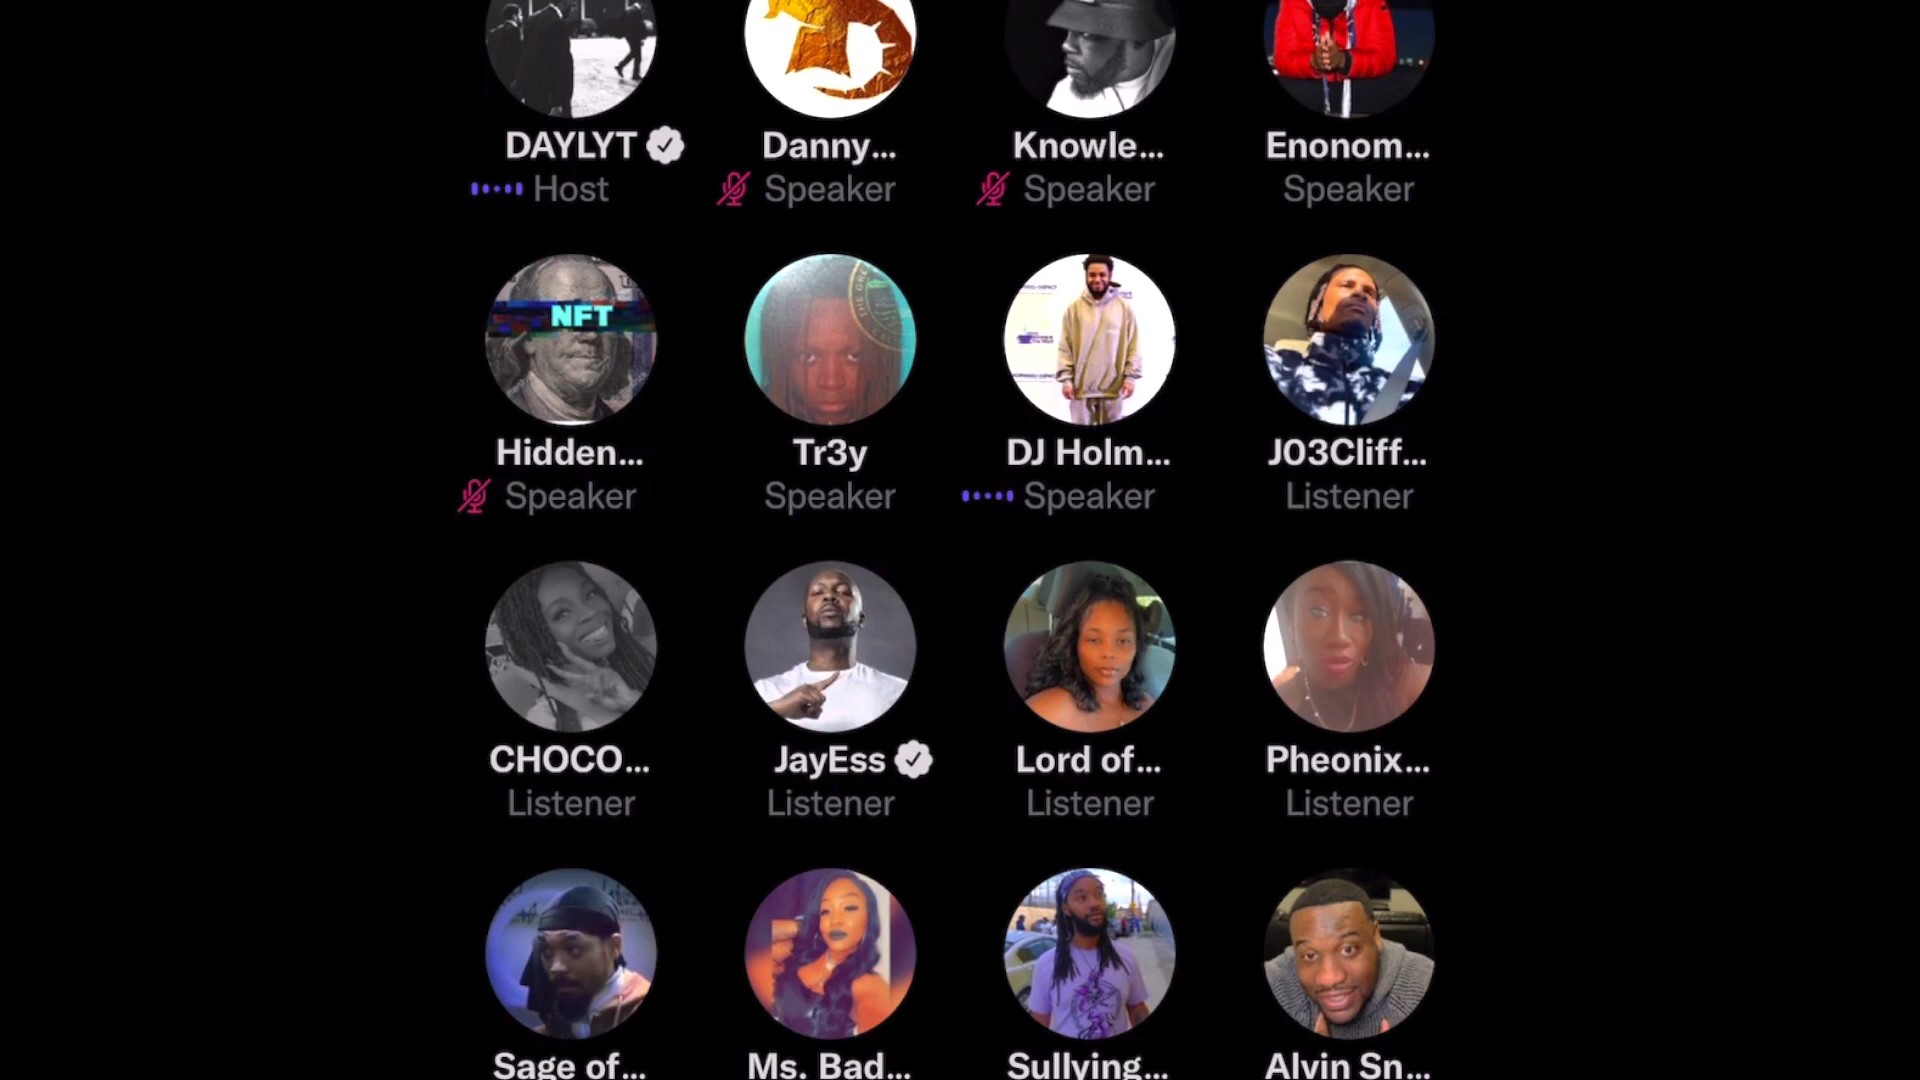 DAYLYT Danny... Knowle... Enonom...
Host Speaker Speaker Speaker
NFT
Hidden... Tr3y DJ Holm... J03Cliff...
Speaker Speaker Speaker Listener
CHOCO... JayEss Lord of... Pheonix...
Listener Listener Listener Listener
Sage of... Ms. Bad... Sullying... Alvin Sn...